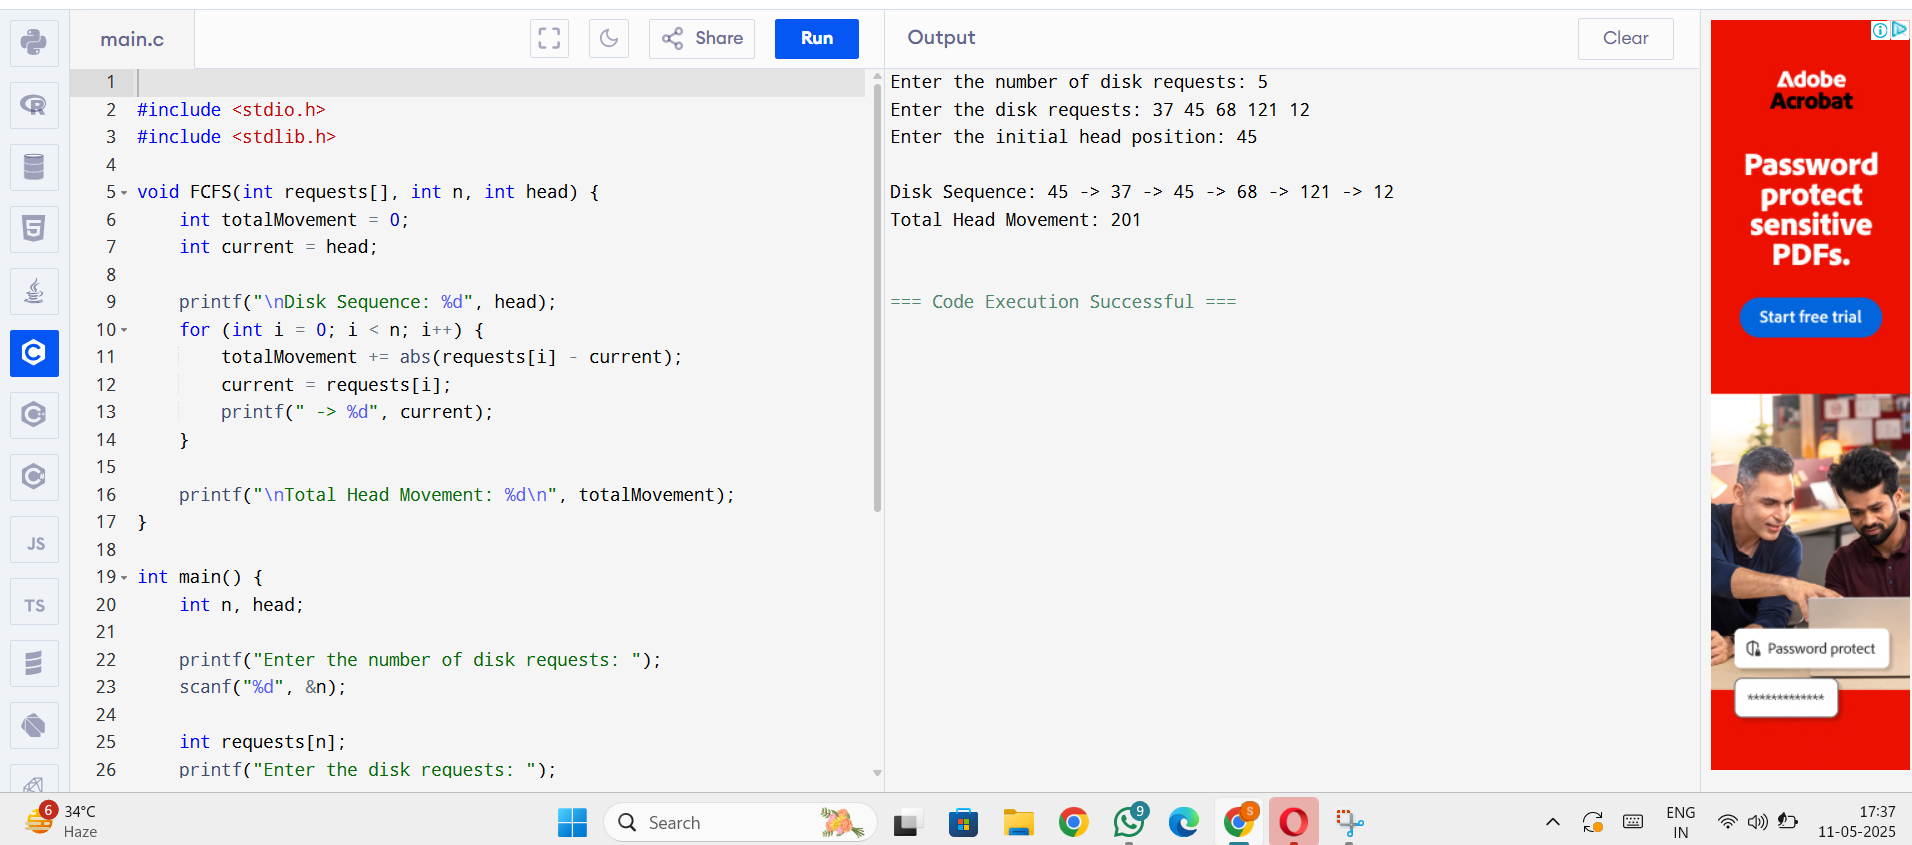 main.c
Share
Run
Output
Clear
1
2 #include <stdio.h>
3 #include <stdlib.h>
4
5 void FCFS(int requests[], int n, int head) {
6 int totalMovement = 0;
7 int current = head;
8
9 printf("\nDisk Sequence: %d", head);
10 for (int i = 0; i < n; i++) {
11 totalMovement += abs(requests[i] - current);
12 current = requests[i];
13 printf(" -> %d", current);
14 }
15
16 printf("\nTotal Head Movement: %d\n", totalMovement);
17 }
18
19 int main() {
20 int n, head;
21
22 printf("Enter the number of disk requests: ");
23 scanf("%d", &n);
24
25 int requests[n];
26 printf("Enter the disk requests: ");
Enter the number of disk requests: 5
Enter the disk requests: 37 45 68 121 12
Enter the initial head position: 45
Disk Sequence: 45 -> 37 -> 45 -> 68 -> 121 -> 12
Total Head Movement: 201
=== Code Execution Successful ===
R
5
C
JS
TS
Adobe
Acrobat
Password
protect
sensitive
PDFs.
Start free trial
Password protect
*************
6
34°C
Haze
Search
9
S
ENG
IN
17:37
11-05-2025